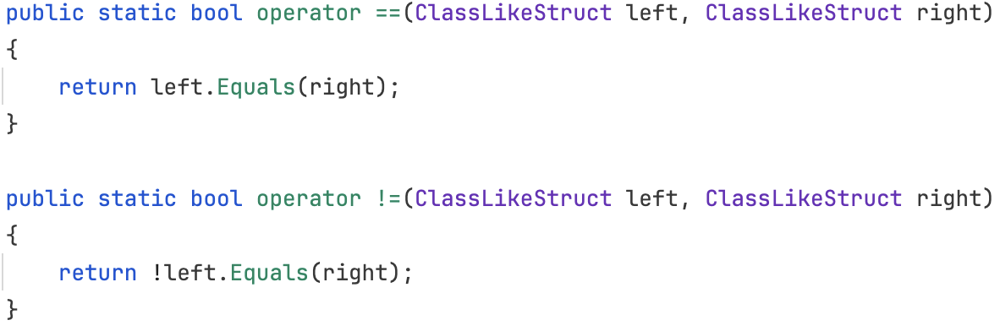 public static bool operator ==(ClassLikeStruct left, ClassLikeStruct right)
{
    return left.Equals(right);
}

public static bool operator !=(ClassLikeStruct left, ClassLikeStruct right)
{
    return !left.Equals(right);
}